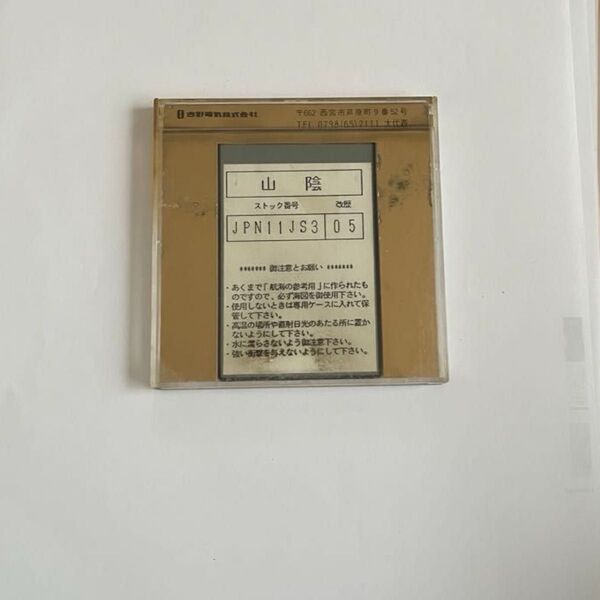 古野電気株式会社
〒662 西宮市芦原町9番52号
TEL 0798(65)2111 大代表
山陰
ストック番号 改歴
JPN11JS3 05
******* 御注意とお願い *******
・あくまで「航海の参考用」に作られたも
のですので、必ず海図を御使用下さい。
・使用しないときは専用ケースに入れて保
管して下さい。
・高温の場所や直射日光のあたる所に置か
ないようにして下さい。
・水に濡らさないよう御注意下さい。
・強い衝撃を与えないようにして下さい。